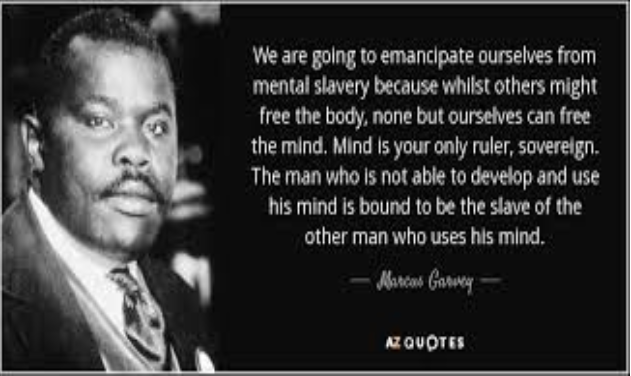 We are going to emancipate ourselves from
mental slavery because whilst others might
free the body, none but ourselves can free
the mind. Mind is your only ruler, sovereign.
The man who is not able to develop and use
his mind is bound to be the slave of the
other man who uses his mind.
— Marcus Garvey —
AZ QUOTES